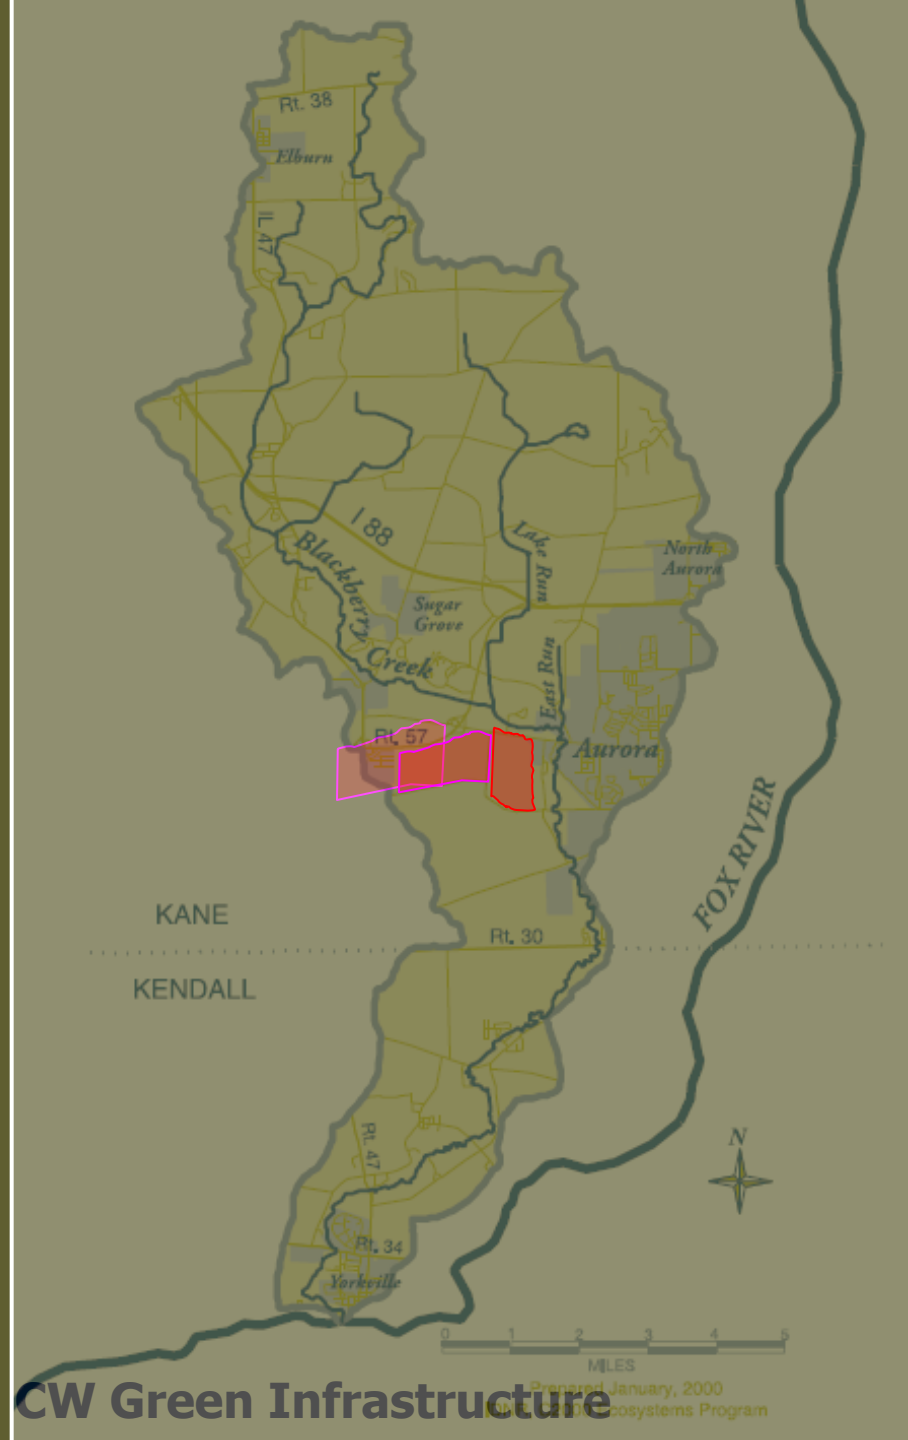 Rt. 38
Elburn
IL 47
I 88
Blackberry
Creek
Lake Run
North
Aurora
Sugar
Grove
East Run
Rt. 57
Aurora
FOX RIVER
KANE
Rt. 30
KENDALL
Rt. 47
N
Rt. 34
Yorkville
0 1 2 3 4 5
MILES
Prepared January, 2000
Ecosystems Program
CW Green Infrastructure